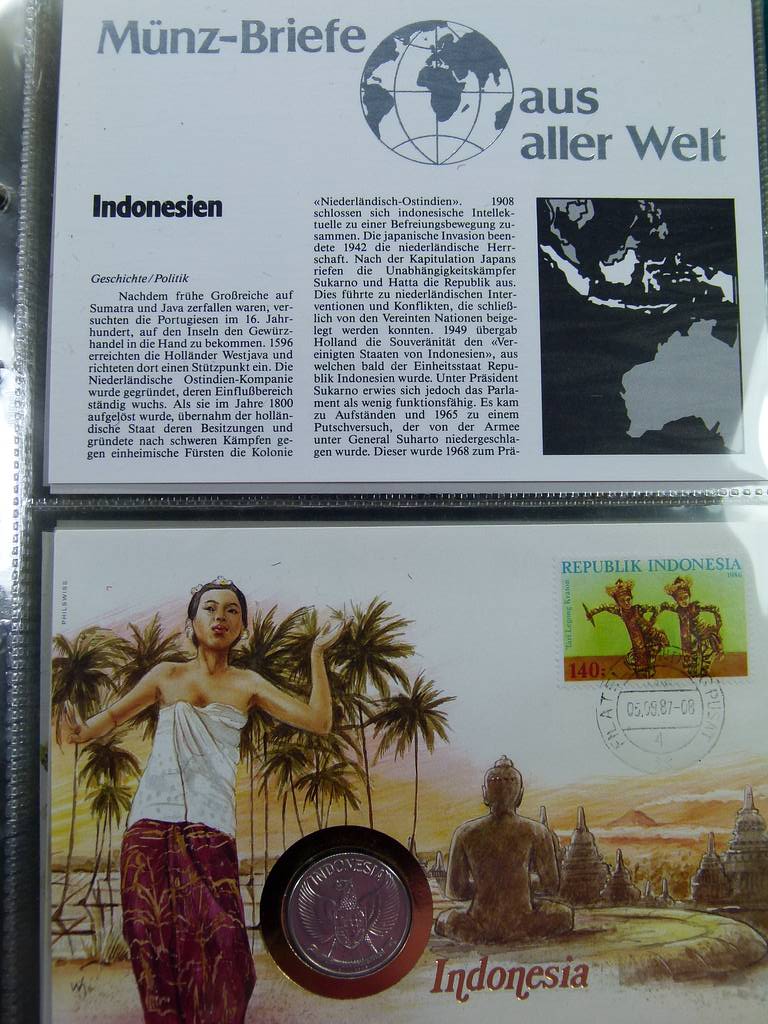 Münz-Briefe
aus
aller Welt
Indonesien
Geschichte/Politik
Nachdem frühe Großreiche auf
Sumatra und Java zerfallen waren, ver-
suchten die Portugiesen im 16. Jahr-
hundert, auf den Inseln den Gewürz-
handel in die Hand zu bekommen. 1596
erreichten die Holländer Westjava und
richteten dort einen Stützpunkt ein. Die
Niederländische Ostindien-Kompanie
wurde gegründet, deren Einflußbereich
ständig wuchs. Als sie im Jahre 1800
aufgelöst wurde, übernahm der hollän-
dische Staat deren Besitzungen und
gründete nach schweren Kämpfen ge-
gen einheimische Fürsten die Kolonie
«Niederländisch-Ostindien». 1908
schlossen sich indonesische Intellek-
tuelle zu einer Befreiungsbewegung zu-
sammen. Die japanische Invasion been-
dete 1942 die niederländische Herr-
schaft. Nach der Kapitulation Japans
riefen die Unabhängigkeitskämpfer
Sukarno und Hatta die Republik aus.
Dies führte zu niederländischen Inter-
ventionen und Konflikten, die schließ-
lich von den Vereinten Nationen beige-
legt werden konnten. 1949 übergab
Holland die Souveränität den «Ver-
einigten Staaten von Indonesien», aus
welchen bald der Einheitsstaat Repu-
blik Indonesien wurde. Unter Präsident
Sukarno erwies sich jedoch das Parla-
ment als wenig funktionsfähig. Es kam
zu Aufständen und 1965 zu einem
Putschversuch, der von der Armee
unter General Suharto niedergeschla-
gen wurde. Dieser wurde 1968 zum Prä-
PHILSWISS
REPUBLIK INDONESIA
1986
Tari Legong Kraton
140
05.09.87-08
4
INDONESIA
Indonesia